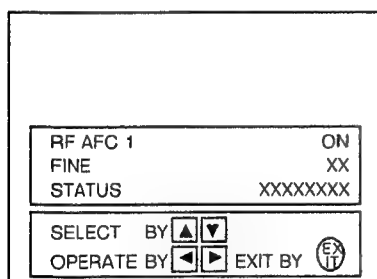 RF AFC 1 ON
FINE XX
STATUS XXXXXXXX
SELECT BY ▲ ▼
OPERATE BY ◄ ► EXIT BY EXIT